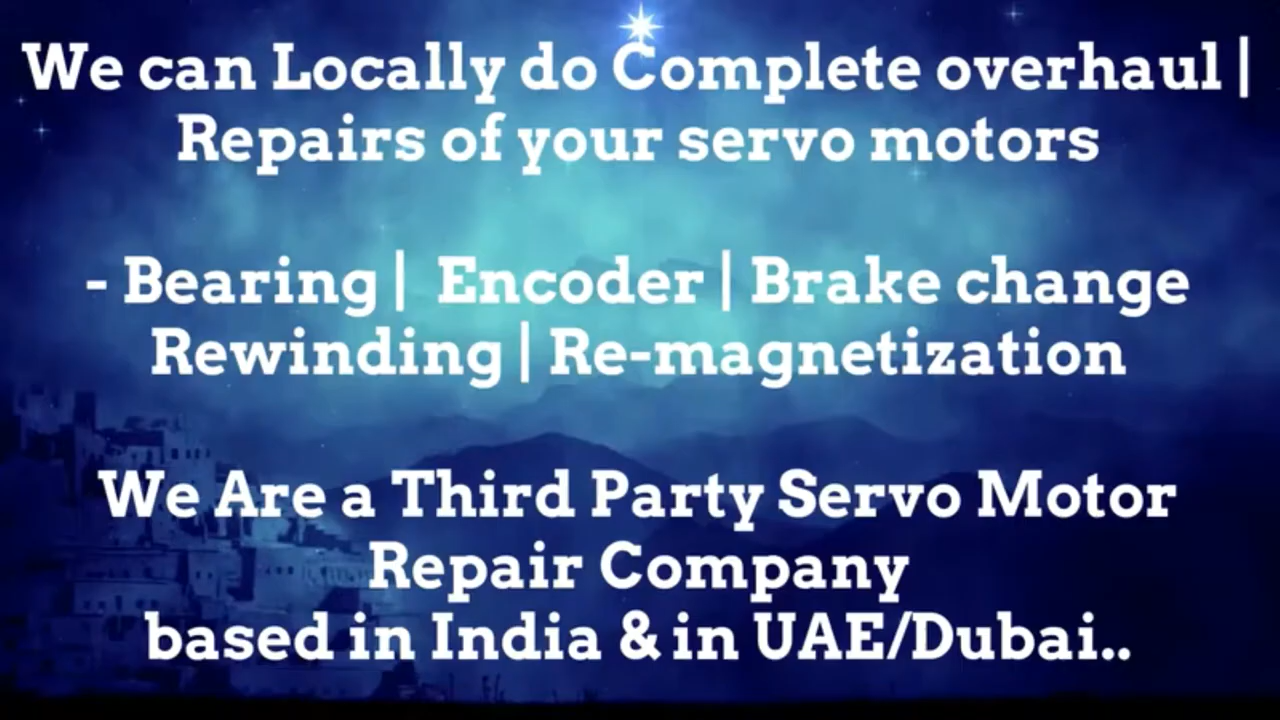 We can Locally do Complete overhaul |
Repairs of your servo motors
- Bearing | Encoder | Brake change
Rewinding | Re-magnetization
We Are a Third Party Servo Motor
Repair Company
based in India & in UAE/Dubai..